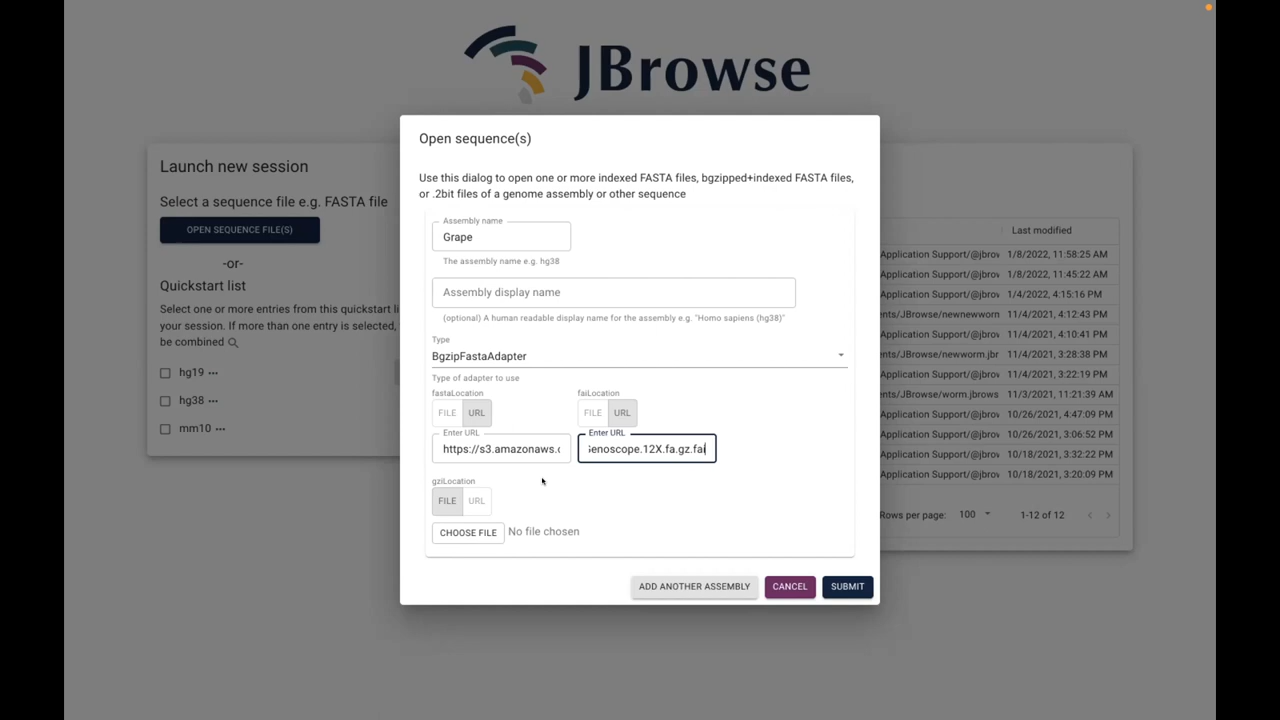 JBrowse
Open sequence(s)
Use this dialog to open one or more indexed FASTA files, bgzipped+indexed FASTA files,
or .2bit files of a genome assembly or other sequence
Assembly name
Grape
The assembly name e.g. hg38
Assembly display name
(optional) A human readable display name for the assembly e.g. "Homo sapiens (hg38)"
Type
BgzipFastaAdapter
Type of adapter to use
fastaLocation
faiLocation
FILE URL
FILE URL
Enter URL
https://s3.amazonaws.c
Enter URL
enoscope.12X.fa.gz.fai
gziLocation
FILE URL
CHOOSE FILE No file chosen
ADD ANOTHER ASSEMBLY
CANCEL
SUBMIT
Launch new session
Select a sequence file e.g. FASTA file
OPEN SEQUENCE FILE(S)
-or-
Quickstart list
Select one or more entries from this quickstart li
your session. If more than one entry is selected,
be combined
hg19 ...
hg38 ...
mm10 ...
Last modified
Application Support/@jbrow 1/8/2022, 11:58:25 AM
Application Support/@jbrow 1/8/2022, 11:45:22 AM
Application Support/@jbrow 1/4/2022, 4:15:16 PM
ents/JBrowse/newnewworn 11/4/2021, 4:12:43 PM
Application Support/@jbrow 11/4/2021, 4:10:41 PM
ents/JBrowse/newworm.jbr 11/4/2021, 3:28:38 PM
Application Support/@jbrow 11/4/2021, 3:22:19 PM
ents/JBrowse/worm.jbrows 11/3/2021, 11:21:39 AM
Application Support/@jbrow 10/26/2021, 4:47:09 PM
Application Support/@jbrow 10/26/2021, 3:06:52 PM
Application Support/@jbrow 10/18/2021, 3:32:22 PM
Application Support/@jbrow 10/18/2021, 3:20:09 PM
Rows per page: 100 1-12 of 12